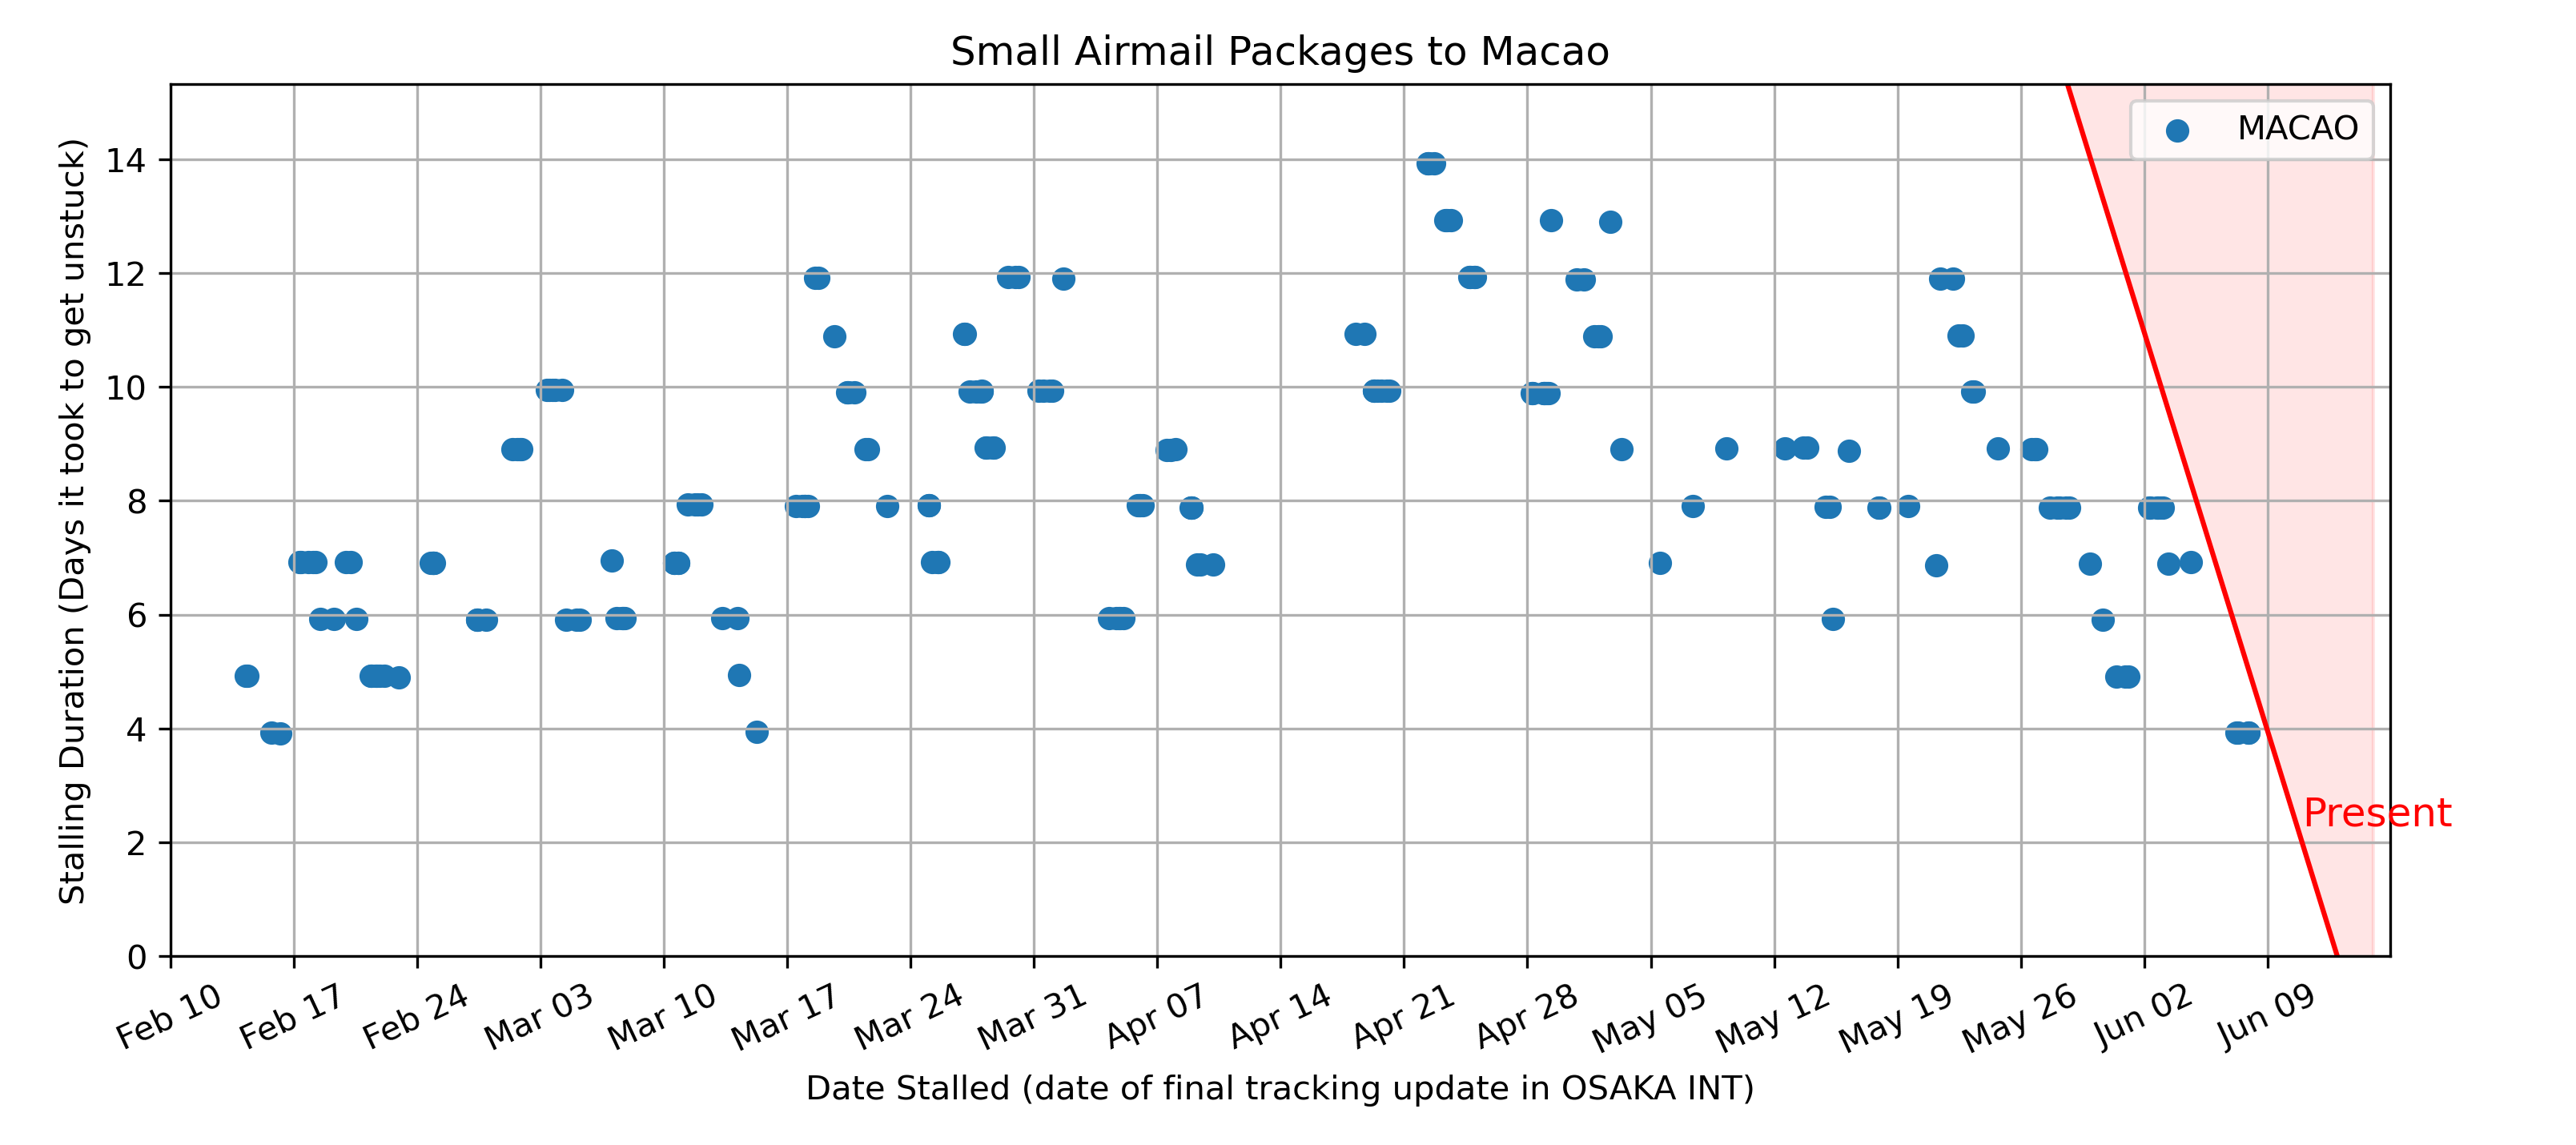 Small Airmail Packages to Macao
Stalling Duration (Days it took to get unstuck)
14
12
10
8
6
4
2
0
MACAO
Present
Feb 10
Feb 17
Feb 24
Mar 03
Mar 10
Mar 17
Mar 24
Mar 31
Apr 07
Apr 14
Apr 21
Apr 28
May 05
May 12
May 19
May 26
Jun 02
Jun 09
Date Stalled (date of final tracking update in OSAKA INT)